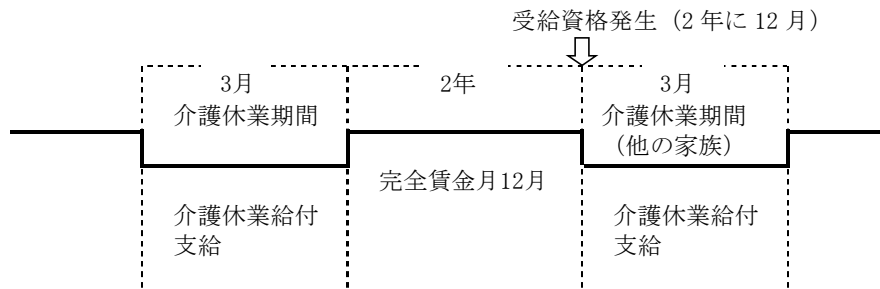 受給資格発生（2 年に 12 月）
3月
介護休業期間
2年
3月
介護休業期間
（他の家族）
完全賃金月12月
介護休業給付
支給
介護休業給付
支給